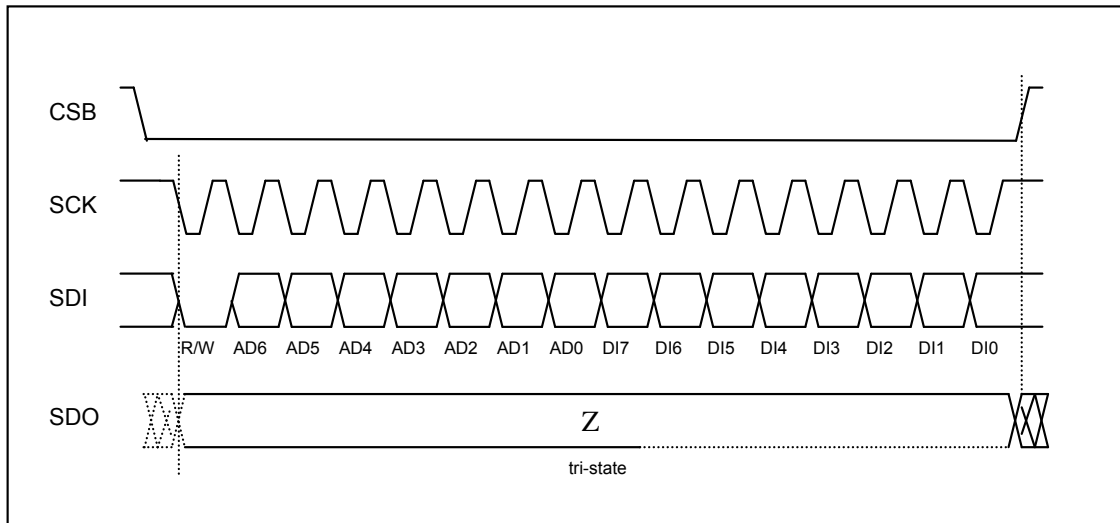 CSB
SCK
SDI
R/W AD6 AD5 AD4 AD3 AD2 AD1 AD0 DI7 DI6 DI5 DI4 DI3 DI2 DI1 DI0
SDO
Z
tri-state